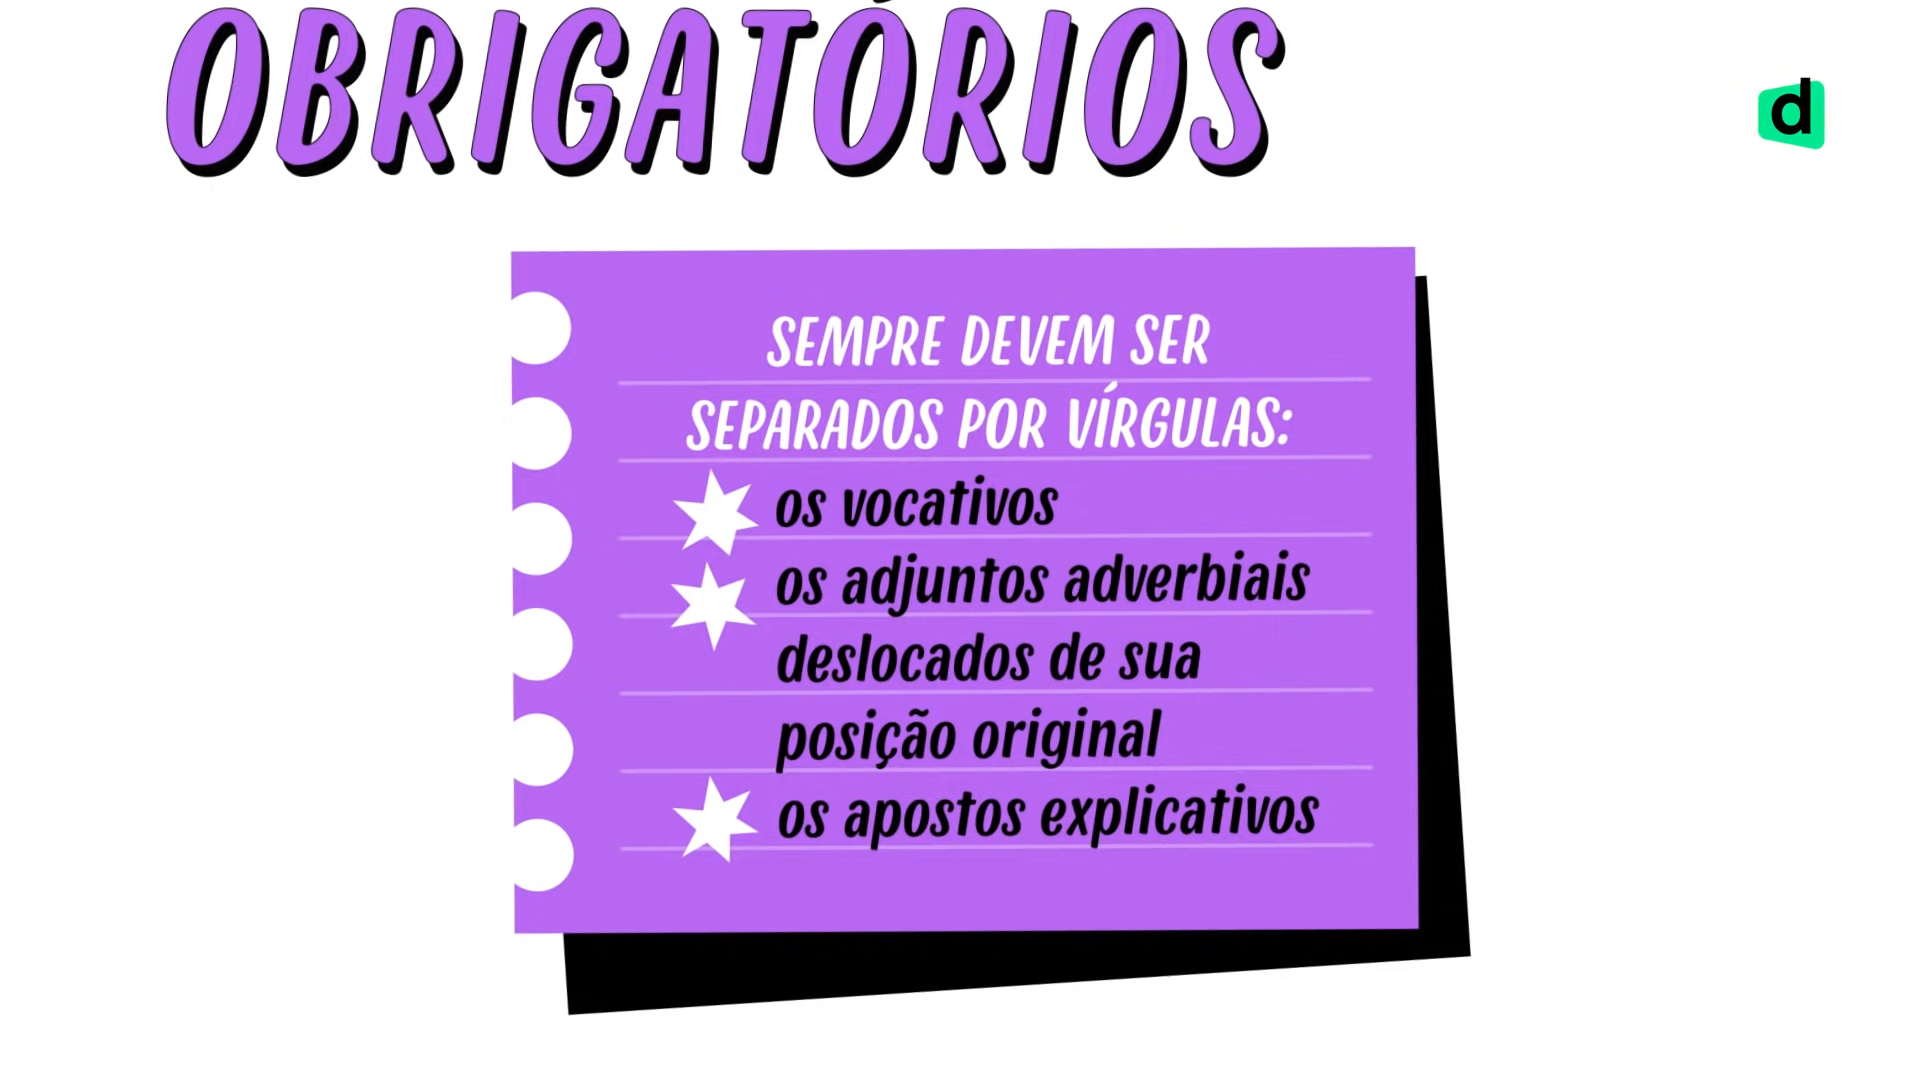 OBRIGATÓRIOS
d
SEMPRE DEVEM SER
SEPARADOS POR VÍRGULAS:
os vocativos
os adjuntos adverbiais
deslocados de sua
posição original
os apostos explicativos